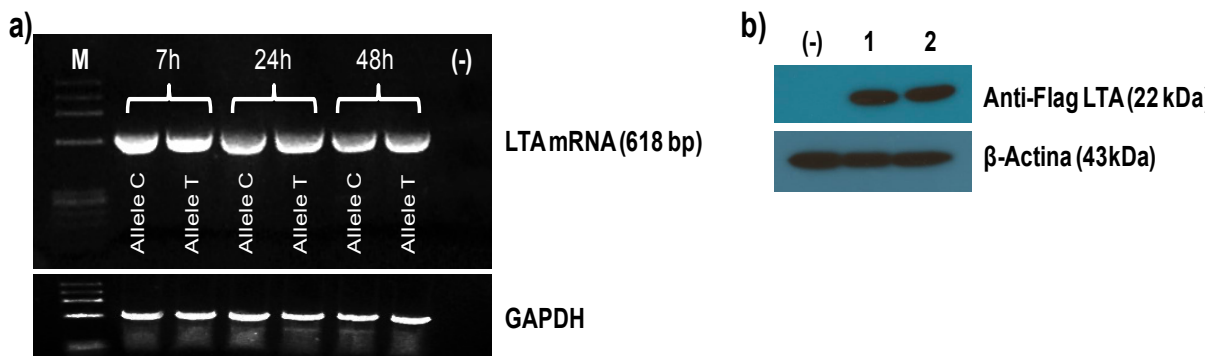 a)
M 7h 24h 48h (-)
LTA mRNA (618 bp)
Allele C Allele T Allele C Allele T Allele C Allele T
GAPDH
b)
(-) 1 2
Anti-Flag LTA (22 kDa)
β-Actina (43kDa)